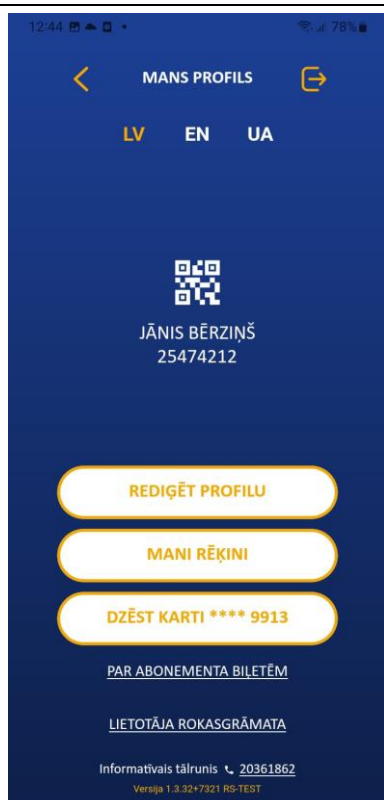 12:44
78%
MANS PROFILS
LV EN UA
JĀNIS BĒRZIŅŠ
25474212
REDIĢĒT PROFILU
MANI RĒĶINI
DZĒST KARTI **** 9913
PAR ABONEMENTA BIĻETĒM
LIETOTĀJA ROKASGRĀMATA
Informatīvais tālrunis 20361862
Versija 1.3.32+7321 RS-TEST